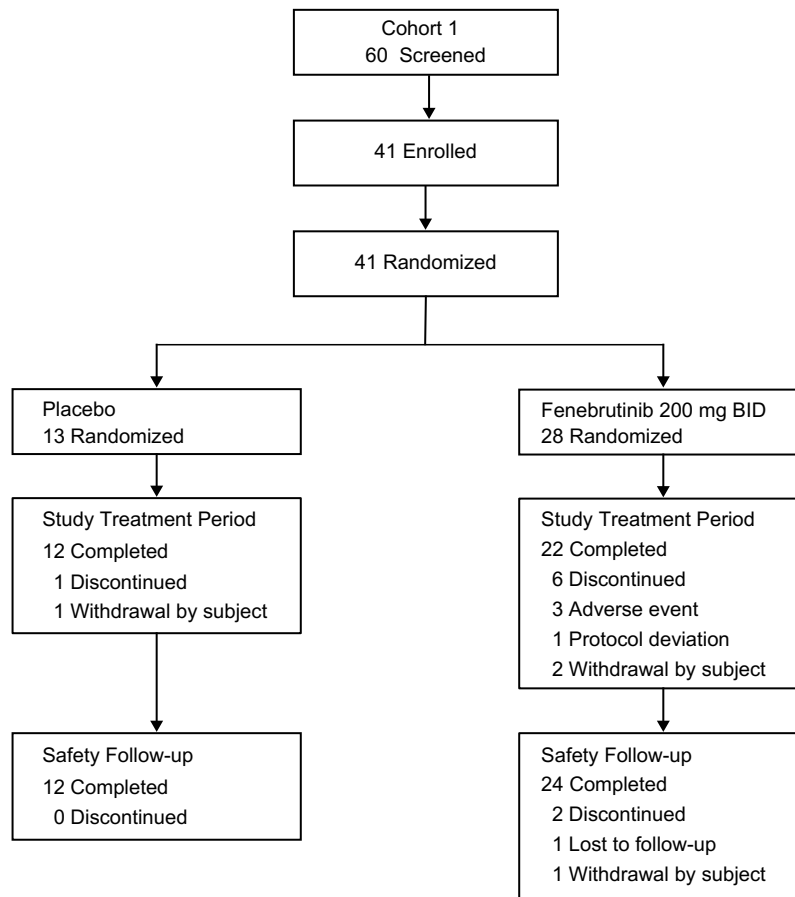 Cohort 1
60 Screened
41 Enrolled
41 Randomized
Placebo
13 Randomized
Fenebrutinib 200 mg BID
28 Randomized
Study Treatment Period
12 Completed
1 Discontinued
1 Withdrawal by subject
Study Treatment Period
22 Completed
6 Discontinued
3 Adverse event
1 Protocol deviation
2 Withdrawal by subject
Safety Follow-up
12 Completed
0 Discontinued
Safety Follow-up
24 Completed
2 Discontinued
1 Lost to follow-up
1 Withdrawal by subject